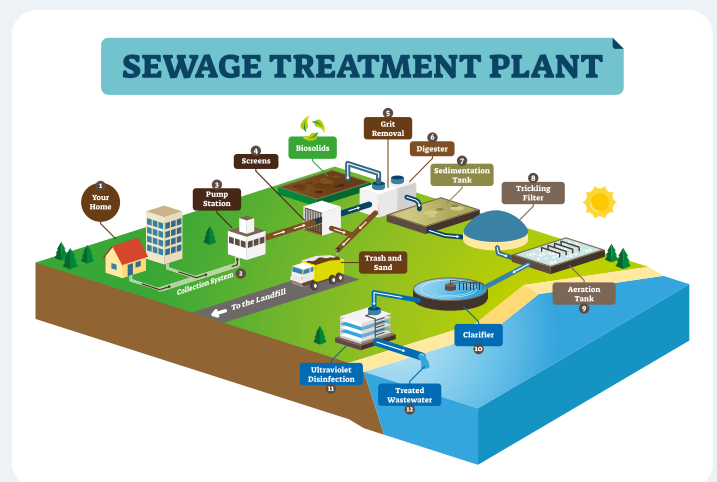 SEWAGE TREATMENT PLANT
1
Your
Home
Collection System 2
3
Pump
Station
4
Screens
Biosolids
5
Grit
Removal
6
Digester
7
Sedimentation
Tank
8
Trickling
Filter
Trash and
Sand
To the Landfill
Aeration
Tank
9
Clarifier
10
Ultraviolet
Disinfection
11
Treated
Wastewater
12